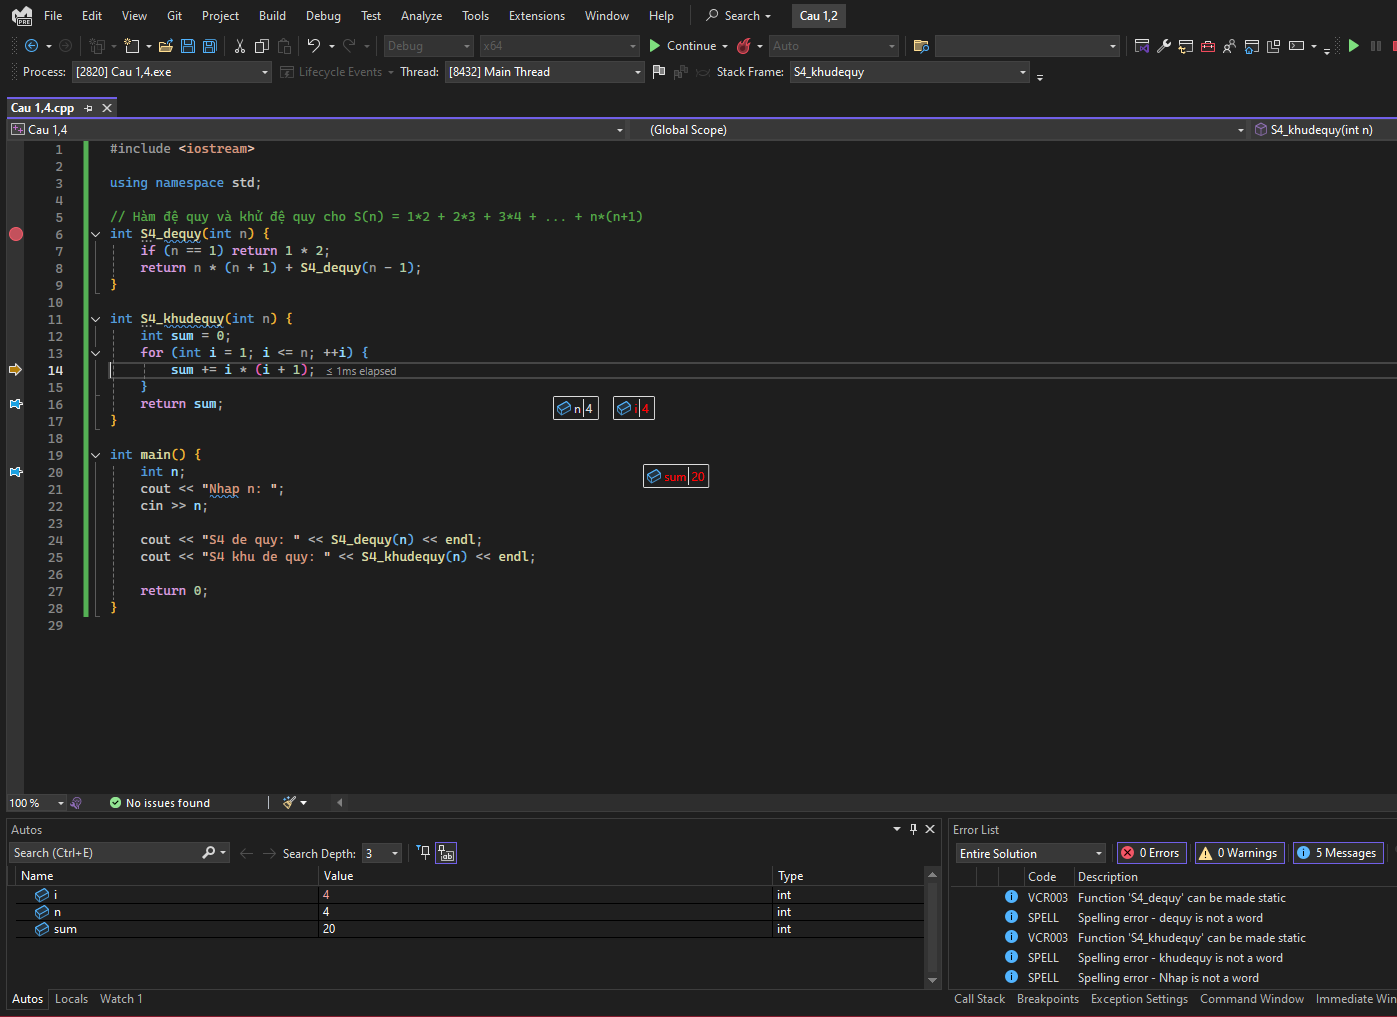 File Edit View Git Project Build Debug Test Analyze Tools Extensions Window Help Search Cau 1,2
PRE
Debug x64 Continue Auto
Process: [2820] Cau 1,4.exe Lifecycle Events Thread: [8432] Main Thread Stack Frame: S4_khudequy
Cau 1,4.cpp
Cau 1,4 (Global Scope) S4_khudequy(int n)
1 #include <iostream>
2
3 using namespace std;
4
5 // Hàm đệ quy và khử đệ quy cho S(n) = 1*2 + 2*3 + 3*4 + ... + n*(n+1)
6 int S4_dequy(int n) {
7 if (n == 1) return 1 * 2;
8 return n * (n + 1) + S4_dequy(n - 1);
9 }
10
11 int S4_khudequy(int n) {
12 int sum = 0;
13 for (int i = 1; i <= n; ++i) {
14 sum += i * (i + 1); ≤ 1ms elapsed
15 }
16 return sum; n 4 i 4
17 }
18
19 int main() {
20 int n; sum 20
21 cout << "Nhap n: ";
22 cin >> n;
23
24 cout << "S4 de quy: " << S4_dequy(n) << endl;
25 cout << "S4 khu de quy: " << S4_khudequy(n) << endl;
26
27 return 0;
28 }
29
100 % No issues found
Autos
Search (Ctrl+E) Search Depth: 3
Name Value Type
i 4 int
n 4 int
sum 20 int
Autos Locals Watch 1
Error List
Entire Solution 0 Errors 0 Warnings 5 Messages
Code Description
VCR003 Function 'S4_dequy' can be made static
SPELL Spelling error - dequy is not a word
VCR003 Function 'S4_khudequy' can be made static
SPELL Spelling error - khudequy is not a word
SPELL Spelling error - Nhap is not a word
Call Stack Breakpoints Exception Settings Command Window Immediate Win